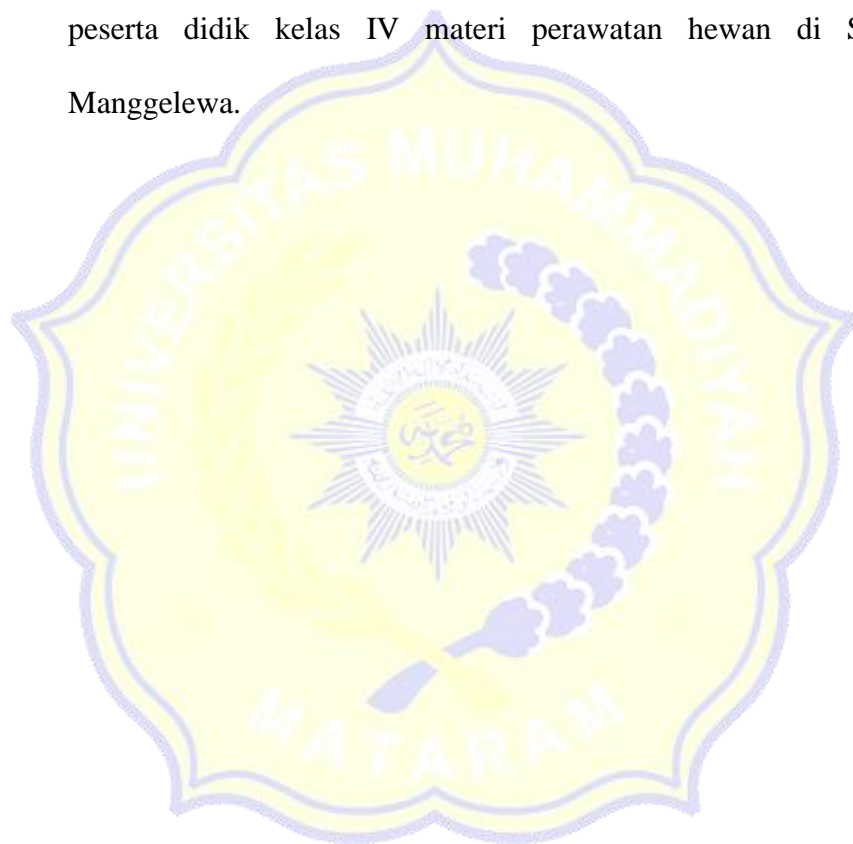 peserta didik kelas IV materi perawatan hewan di S
Manggelewa.
UNIVERSITAS MUHAMMADIYAH
MATARAM